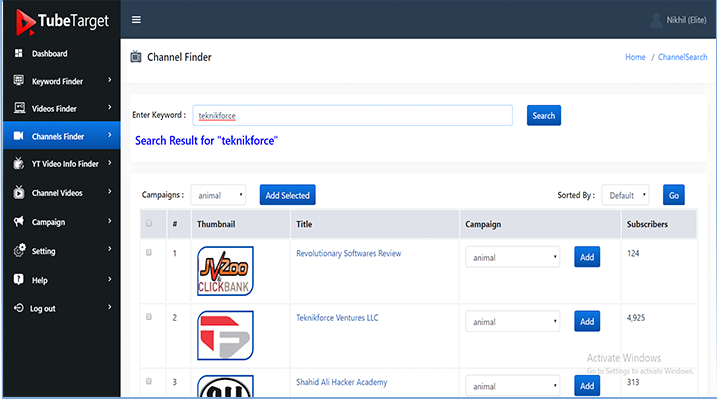 TubeTarget
Nikhil (Elite)
Dashboard
Keyword Finder
Videos Finder
Channels Finder
YT Video Info Finder
Channel Videos
Campaign
Setting
Help
Log out
Channel Finder
Home / ChannelSearch
Enter Keyword : teknikforce Search
Search Result for "teknikforce"
Campaigns : animal Add Selected Sorted By : Default Go
# Thumbnail Title Campaign Subscribers
1 JVZoo & CLICKBANK Revolutionary Softwares Review animal Add 124
2 Teknikforce Ventures LLC animal Add 4,925
3 Shahid Ali Hacker Academy animal Add 313
Activate Windows
Go to Settings to activate Windows.